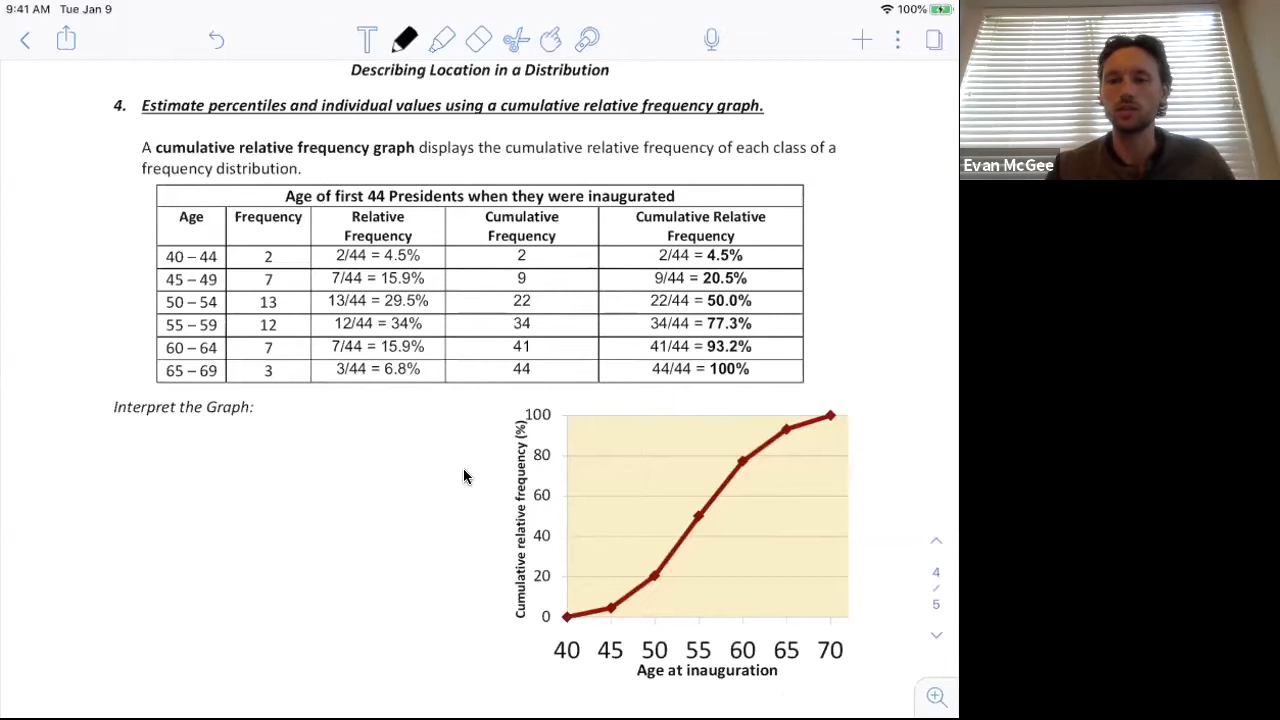 9:41 AM Tue Jan 9
100%
T
Describing Location in a Distribution
4. Estimate percentiles and individual values using a cumulative relative frequency graph.
A cumulative relative frequency graph displays the cumulative relative frequency of each class of a
frequency distribution.
Age of first 44 Presidents when they were inaugurated
Age Frequency Relative Frequency Cumulative Frequency Cumulative Relative Frequency
40 – 44 2 2/44 = 4.5% 2 2/44 = 4.5%
45 – 49 7 7/44 = 15.9% 9 9/44 = 20.5%
50 – 54 13 13/44 = 29.5% 22 22/44 = 50.0%
55 – 59 12 12/44 = 34% 34 34/44 = 77.3%
60 – 64 7 7/44 = 15.9% 41 41/44 = 93.2%
65 – 69 3 3/44 = 6.8% 44 44/44 = 100%
Interpret the Graph:
Cumulative relative frequency (%)
100
80
60
40
20
0
40 45 50 55 60 65 70
Age at inauguration
4
/
5
Evan McGee